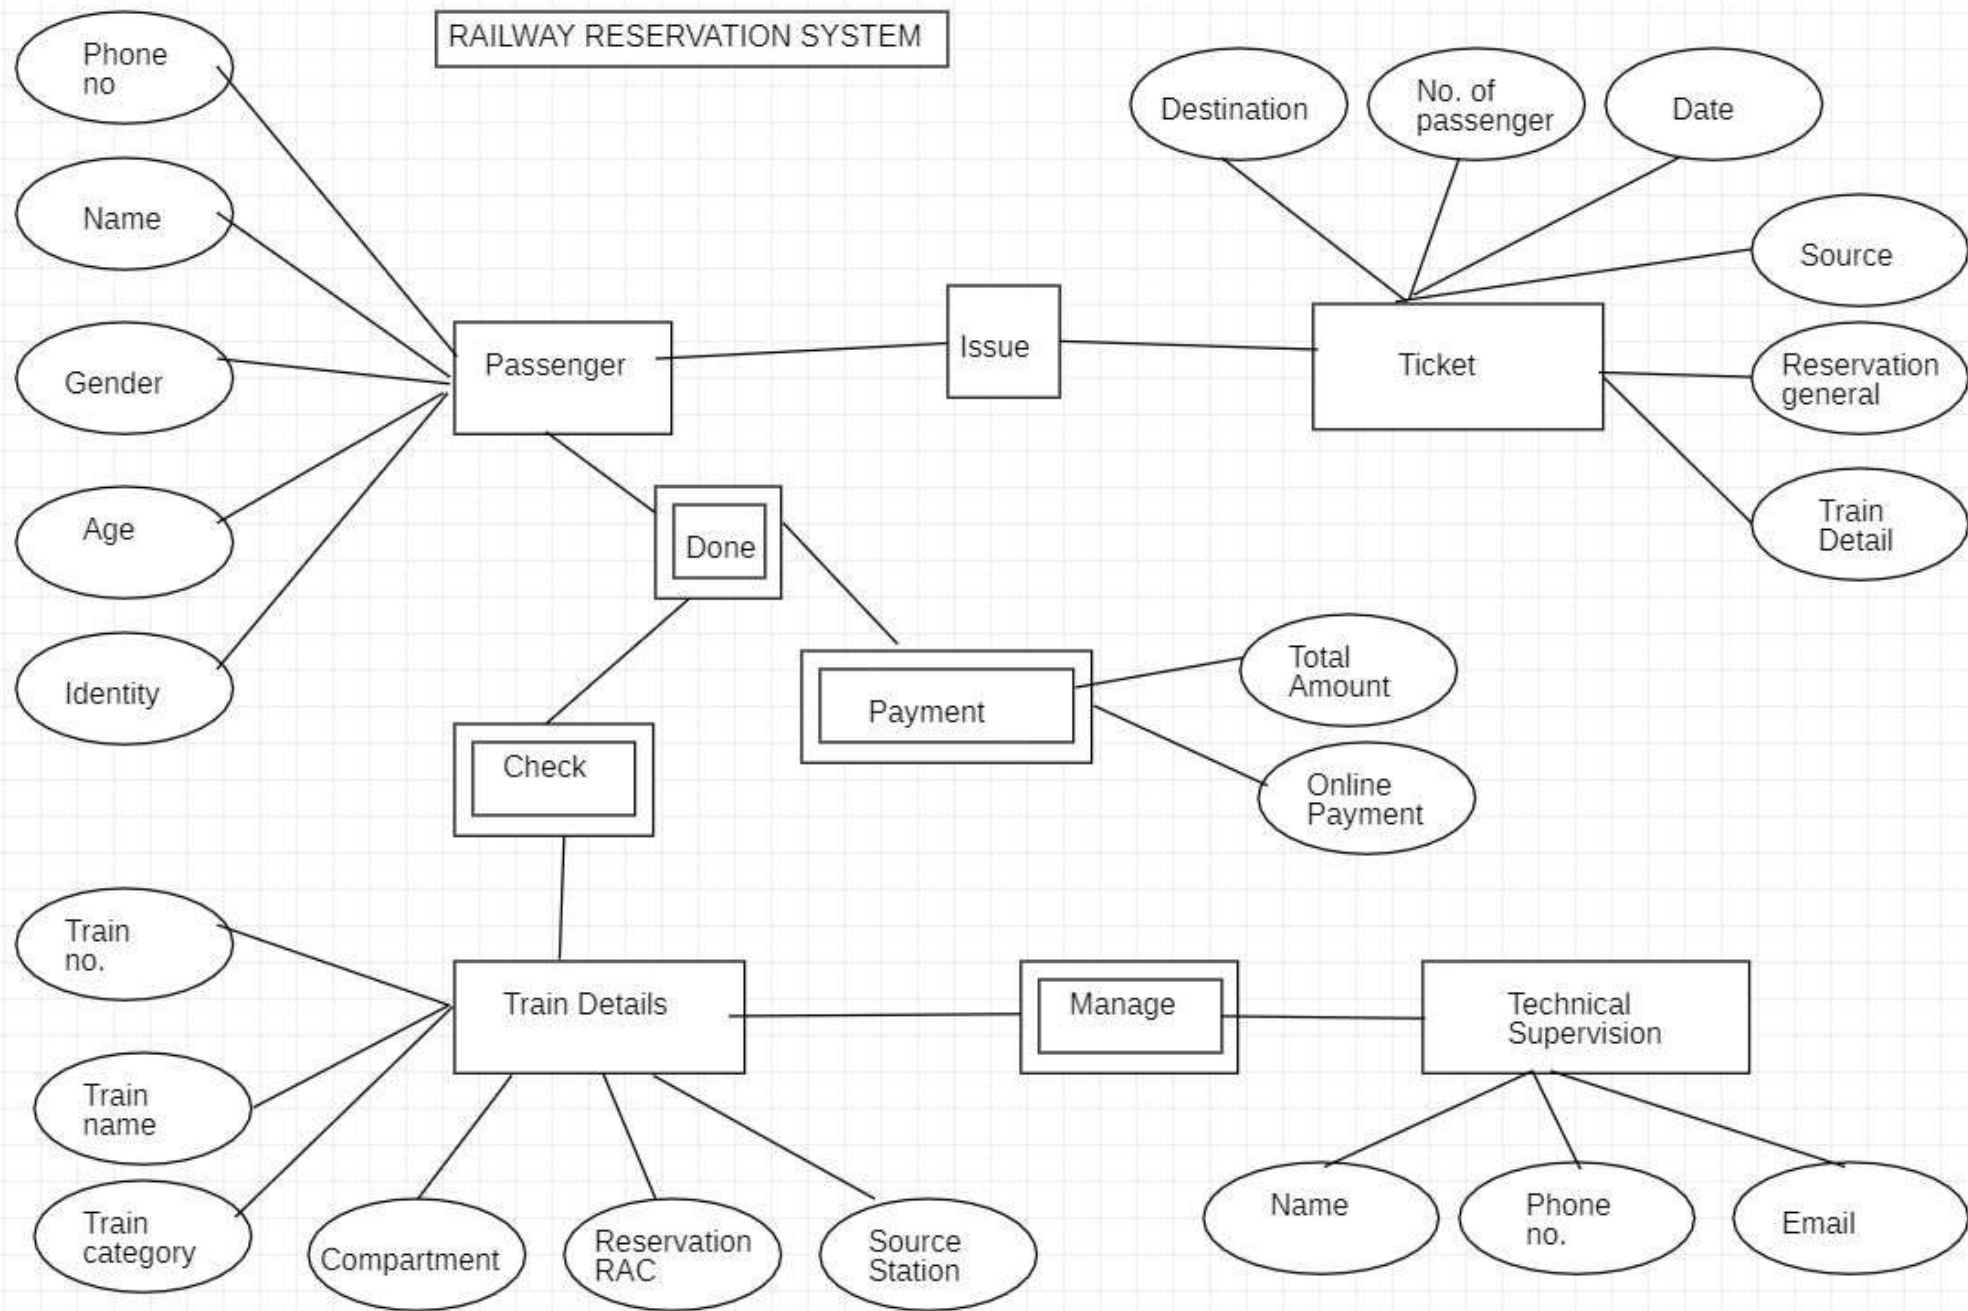 RAILWAY RESERVATION SYSTEM
Phone
no
Name
Gender
Age
Identity
Passenger
Issue
Destination
No. of
passenger
Date
Source
Ticket
Reservation
general
Train
Detail
Done
Check
Payment
Total
Amount
Online
Payment
Train
no.
Train
name
Train
category
Train Details
Manage
Technical
Supervision
Compartment
Reservation
RAC
Source
Station
Name
Phone
no.
Email